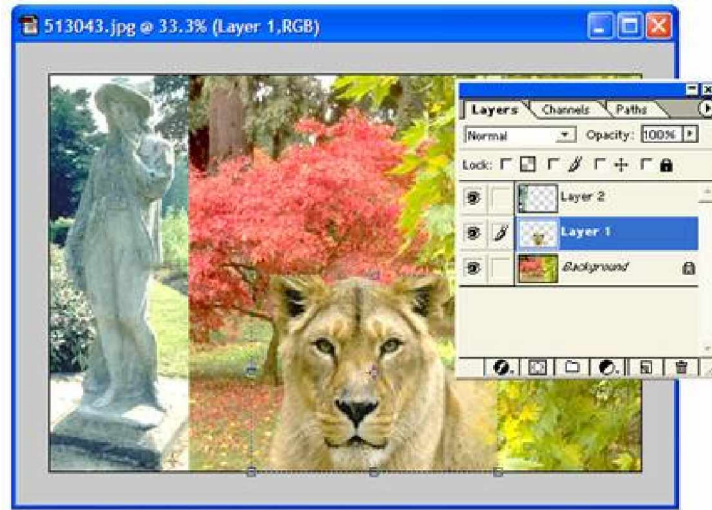 513043.jpg @ 33.3% (Layer 1,RGB)
Layers Channels Paths
Normal Opacity: 100%
Lock:
Layer 2
Layer 1
Background